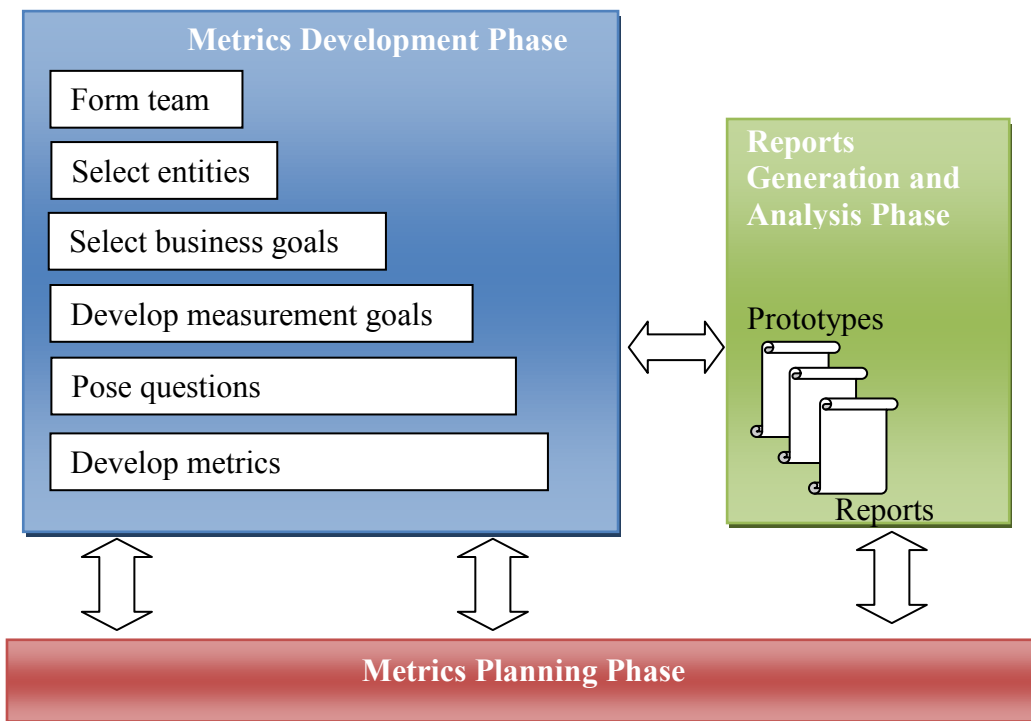 Metrics Development Phase
Form team
Select entities
Select business goals
Develop measurement goals
Pose questions
Develop metrics
Reports
Generation and
Analysis Phase
Prototypes
Reports
Metrics Planning Phase